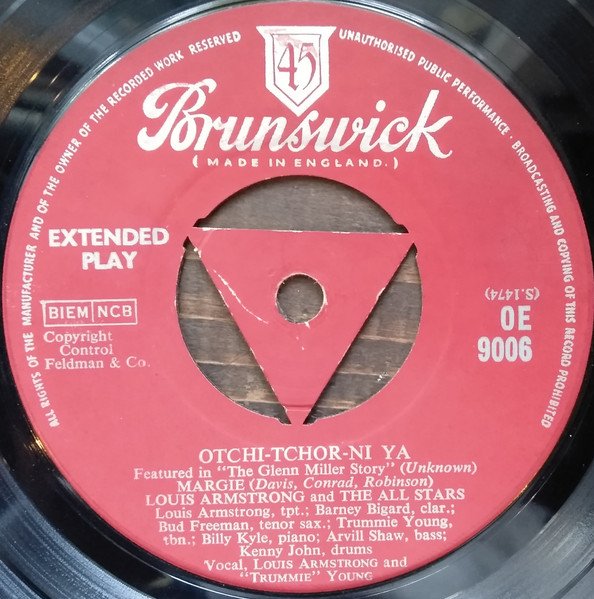 ALL RIGHTS OF THE MANUFACTURER AND OF THE OWNER OF THE RECORDED WORK RESERVED
UNAUTHORISED PUBLIC PERFORMANCE · BROADCASTING AND COPYING OF THIS RECORD PROHIBITED
45
Brunswick
( MADE IN ENGLAND. )
EXTENDED
PLAY
BIEM NCB
Copyright
Control
Feldman & Co.
(S.1474)
OE
9006
OTCHI-TCHOR-NI YA
Featured in "The Glenn Miller Story" (Unknown)
MARGIE (Davis, Conrad, Robinson)
LOUIS ARMSTRONG and THE ALL STARS
Louis Armstrong, tpt.; Barney Bigard, clar.;
Bud Freeman, tenor sax.; Trummie Young,
tbn.; Billy Kyle, piano; Arvill Shaw, bass;
Kenny John, drums
Vocal, LOUIS ARMSTRONG and
"TRUMMIE" YOUNG